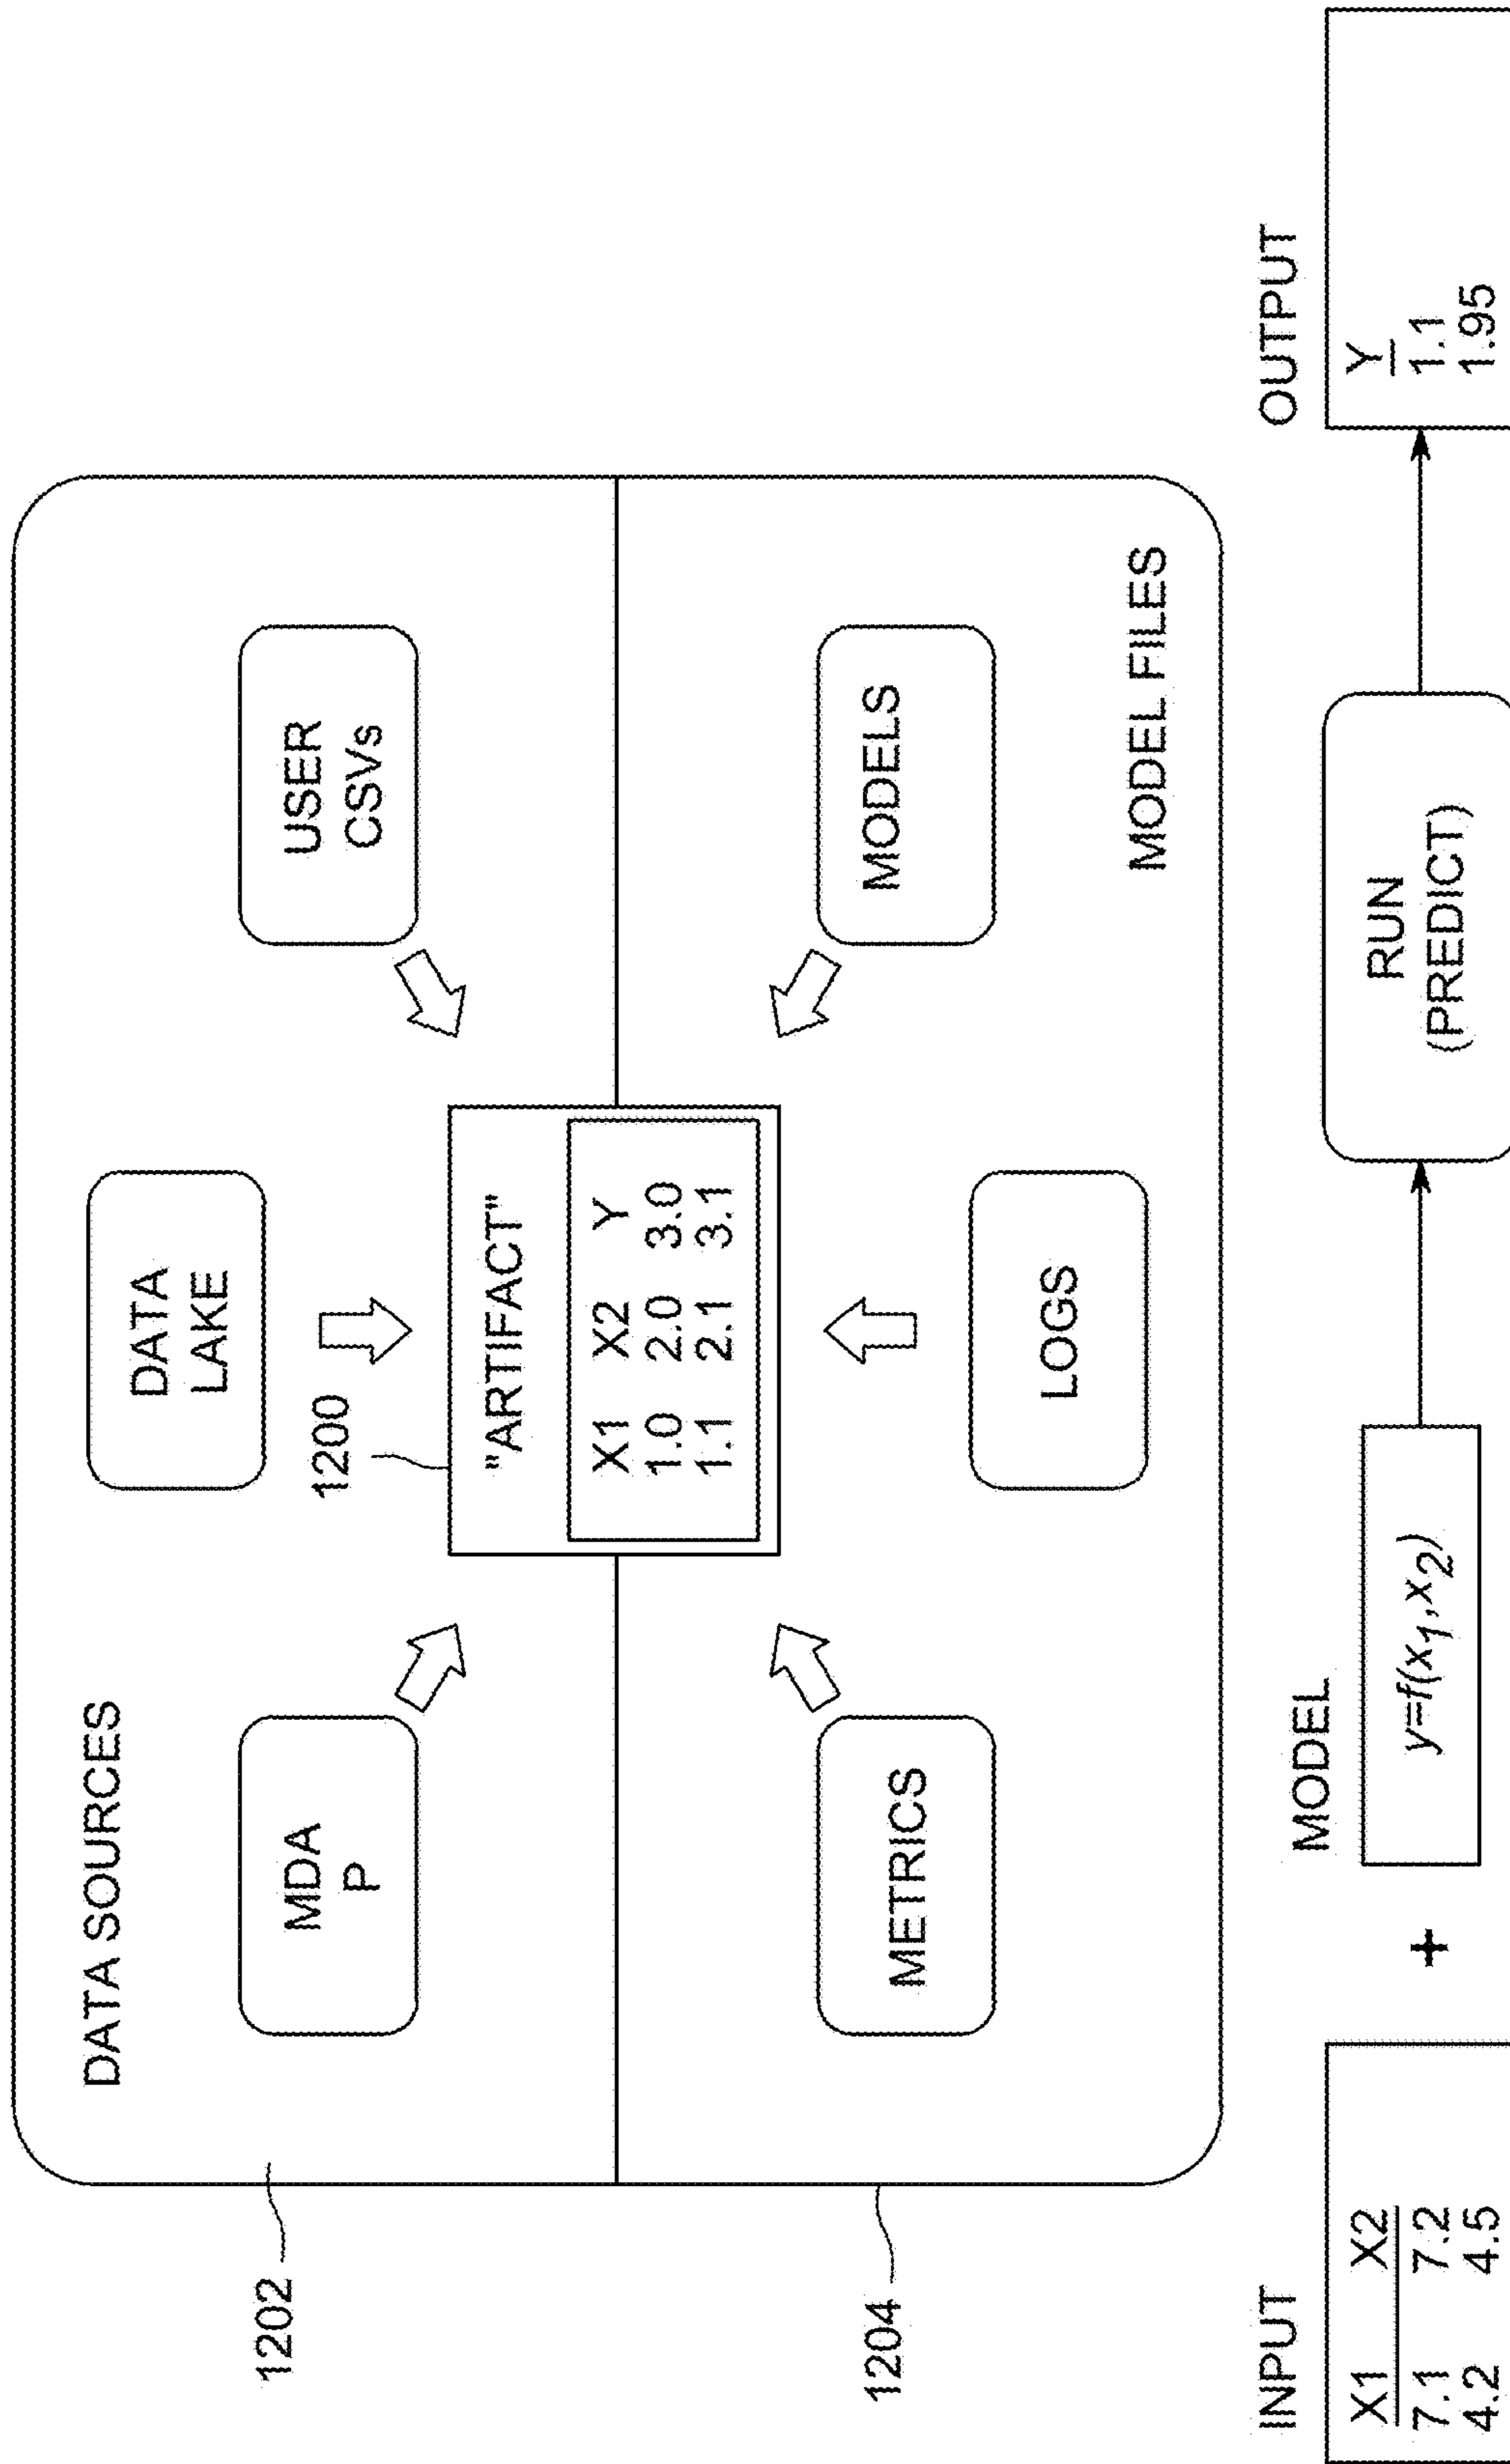 DATA SOURCES
1202
MDA
P
DATA
LAKE
USER
CSVs
1200
"ARTIFACT"
X1 X2 Y
1.0 2.0 3.0
1.1 2.1 3.1
METRICS
LOGS
MODELS
MODEL FILES
1204
INPUT
X1 X2
7.1 7.2
4.2 4.5
+
MODEL
y=f(x1,x2)
RUN
(PREDICT)
OUTPUT
Y
1.1
1.95